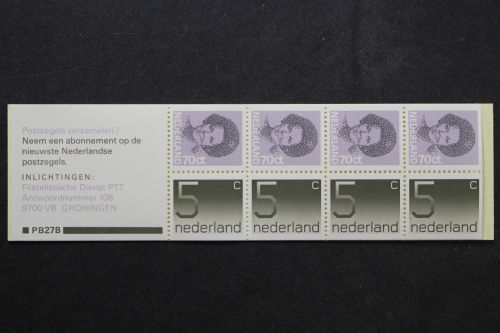 Postzegels verzamelen?
Neem een abonnement op de
nieuwste Nederlandse
postzegels.
INLICHTINGEN:
Filatelistische Dienst PTT
Antwoordnummer 108
9700 VB GRONINGEN
PB27B
NEDERLAND 70ct
NEDERLAND 70ct
NEDERLAND 70ct
NEDERLAND 70ct
5 c nederland
5 c nederland
5 c nederland
5 c nederland